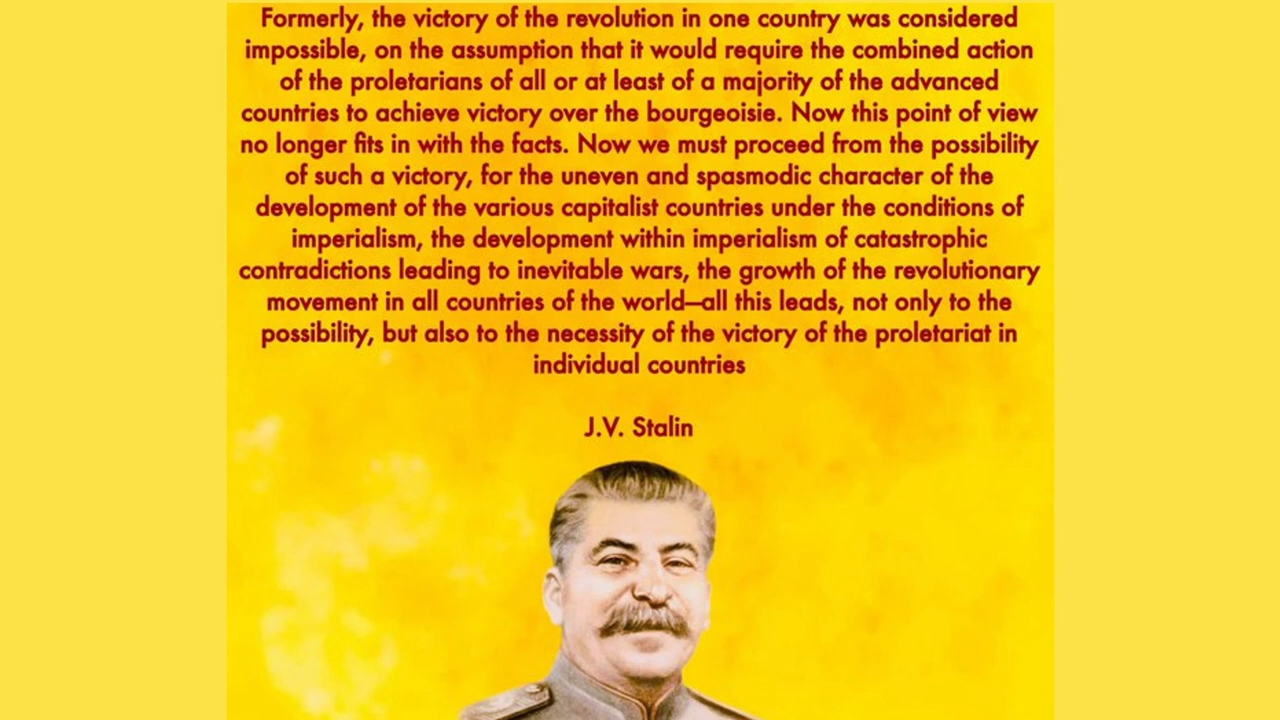 Formerly, the victory of the revolution in one country was considered
impossible, on the assumption that it would require the combined action
of the proletarians of all or at least of a majority of the advanced
countries to achieve victory over the bourgeoisie. Now this point of view
no longer fits in with the facts. Now we must proceed from the possibility
of such a victory, for the uneven and spasmodic character of the
development of the various capitalist countries under the conditions of
imperialism, the development within imperialism of catastrophic
contradictions leading to inevitable wars, the growth of the revolutionary
movement in all countries of the world—all this leads, not only to the
possibility, but also to the necessity of the victory of the proletariat in
individual countries
J.V. Stalin